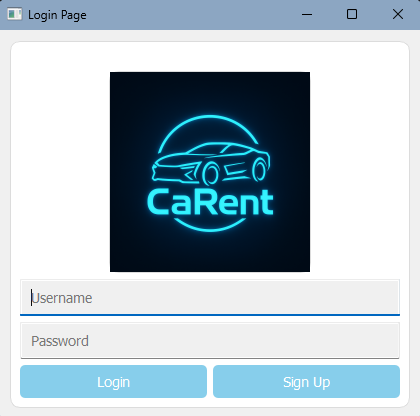 Login Page
CaRent
Username
Password
Login
Sign Up